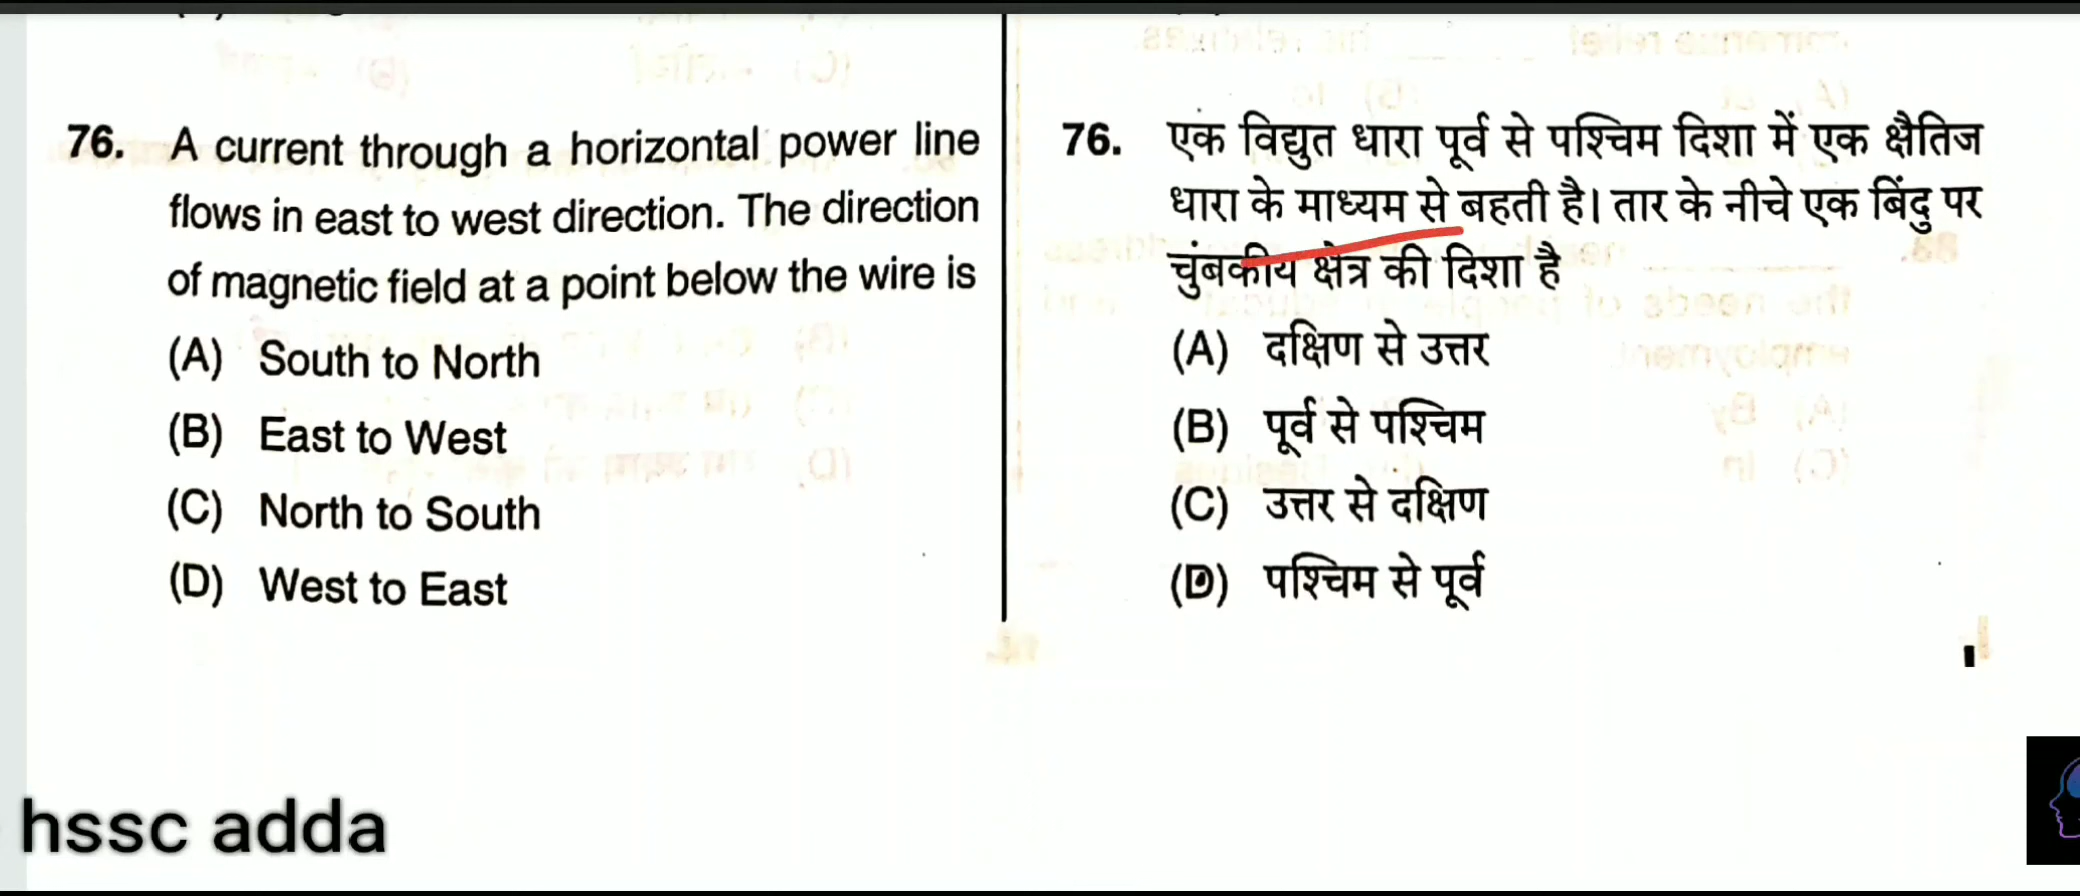 76. A current through a horizontal power line
flows in east to west direction. The direction
of magnetic field at a point below the wire is
(A) South to North
(B) East to West
(C) North to South
(D) West to East
76. एक विद्युत धारा पूर्व से पश्चिम दिशा में एक क्षैतिज
धारा के माध्यम से बहती है। तार के नीचे एक बिंदु पर
चुंबकीय क्षेत्र की दिशा है
(A) दक्षिण से उत्तर
(B) पूर्व से पश्चिम
(C) उत्तर से दक्षिण
(D) पश्चिम से पूर्व
hssc adda